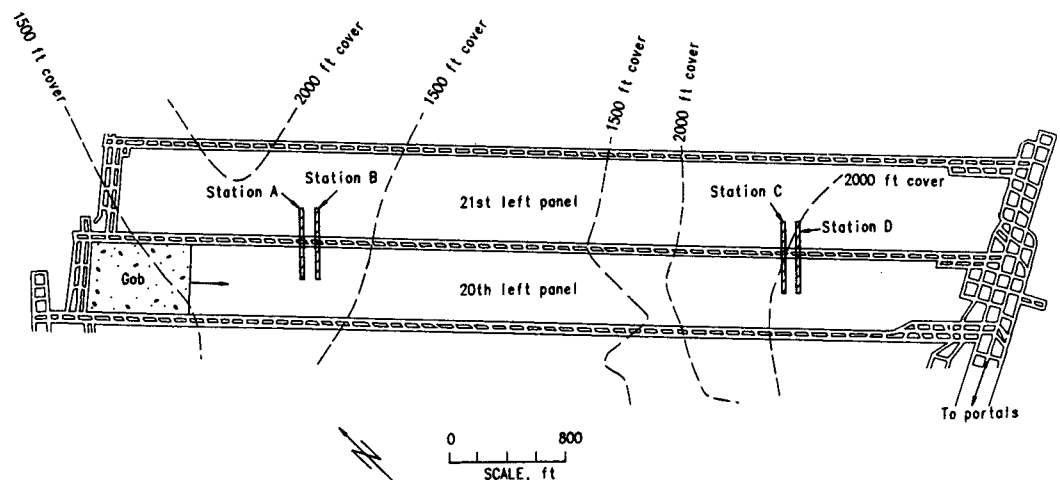 1500 ft cover
2000 ft cover
1500 ft cover
1500 ft cover
2000 ft cover
Station A
Station B
21st left panel
Station C
2000 ft cover
Station D
Gob
20th left panel
To portals
N
0 800
SCALE, ft